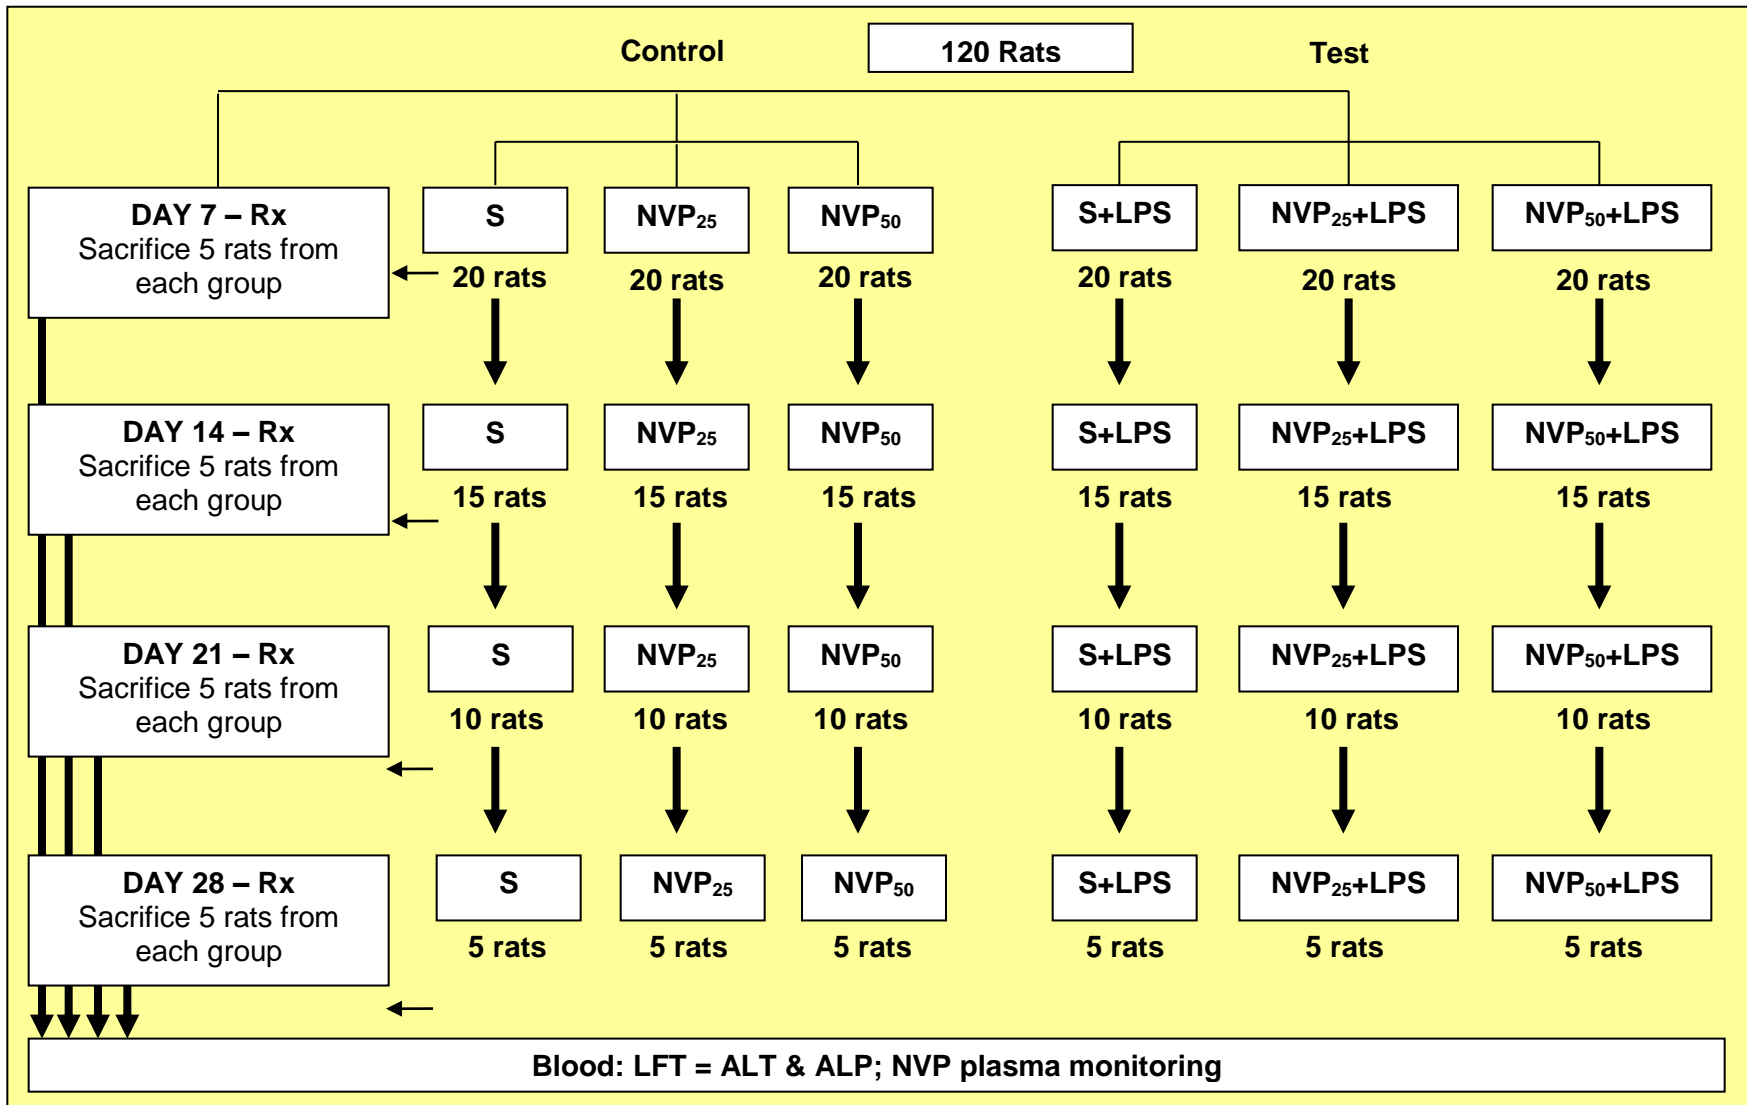 Control 120 Rats Test
DAY 7 – Rx
Sacrifice 5 rats from
each group
S NVP₂₅ NVP₅₀ S+LPS NVP₂₅+LPS NVP₅₀+LPS
20 rats 20 rats 20 rats 20 rats 20 rats 20 rats
DAY 14 – Rx
Sacrifice 5 rats from
each group
S NVP₂₅ NVP₅₀ S+LPS NVP₂₅+LPS NVP₅₀+LPS
15 rats 15 rats 15 rats 15 rats 15 rats 15 rats
DAY 21 – Rx
Sacrifice 5 rats from
each group
S NVP₂₅ NVP₅₀ S+LPS NVP₂₅+LPS NVP₅₀+LPS
10 rats 10 rats 10 rats 10 rats 10 rats 10 rats
DAY 28 – Rx
Sacrifice 5 rats from
each group
S NVP₂₅ NVP₅₀ S+LPS NVP₂₅+LPS NVP₅₀+LPS
5 rats 5 rats 5 rats 5 rats 5 rats 5 rats
Blood: LFT = ALT & ALP; NVP plasma monitoring